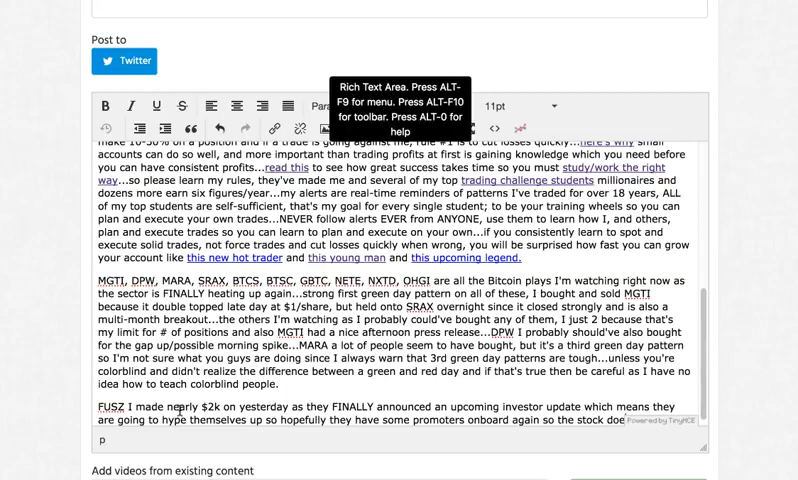 Post to
Twitter
Rich Text Area. Press ALT-
F9 for menu. Press ALT-F10
for toolbar. Press ALT-0 for
help
B I U S Para 11pt
make 10-30% on a position and if a trade is going against me, rule #1 is to cut losses quickly...here's why small
accounts can do so well, and more important than trading profits at first is gaining knowledge which you need before
you can have consistent profits...read this to see how great success takes time so you must study/work the right
way...so please learn my rules, they've made me and several of my top trading challenge students millionaires and
dozens more earn six figures/year...my alerts are real-time remember patterns I've traded for over 18 years, ALL
of my top students are self-sufficient, that's my goal for every single student; to be your training wheels so you can
plan and execute your own trades...NEVER follow alerts EVER from ANYONE, use them to learn how I, and others,
plan and execute trades so you can learn to plan and execute on your own...if you consistently learn to spot and
execute solid trades, not force trades and cut losses quickly when wrong, you will be surprised how fast you can grow
your account like this new hot trader and this young man and this upcoming legend.
MGTI, DPW, MARA, SRAX, BTCS, BTSC, GBTC, NETE, NXTD, OHGI are all the Bitcoin plays I'm watching right now as
the sector is FINALLY heating up again...strong first green day pattern on all of these, I bought and sold MGTI
because it double topped late day at $1/share, but held onto SRAX overnight since it closed strongly and is also a
multi-month breakout...the others I'm watching as I probably could've bought any of them, I just 2 because that's
my limit for # of positions and also MGTI had a nice afternoon press release...DPW I probably should've also bought
for the gap up/possible morning spike...MARA a lot of people seem to have bought, but it's a third green day pattern
so I'm not sure what you guys are doing since I always warn that 3rd green day patterns are tough...unless you're
colorblind and didn't realize the difference between a green and red day and if that's true then be careful as I have no
idea how to teach colorblind people.
FUSZ I made nearly $2k on yesterday as they FINALLY announced an upcoming investor update which means they
are going to hype themselves up so hopefully they have some promoters onboard again so the stock doe
Powered by TinyMCE
p
Add videos from existing content